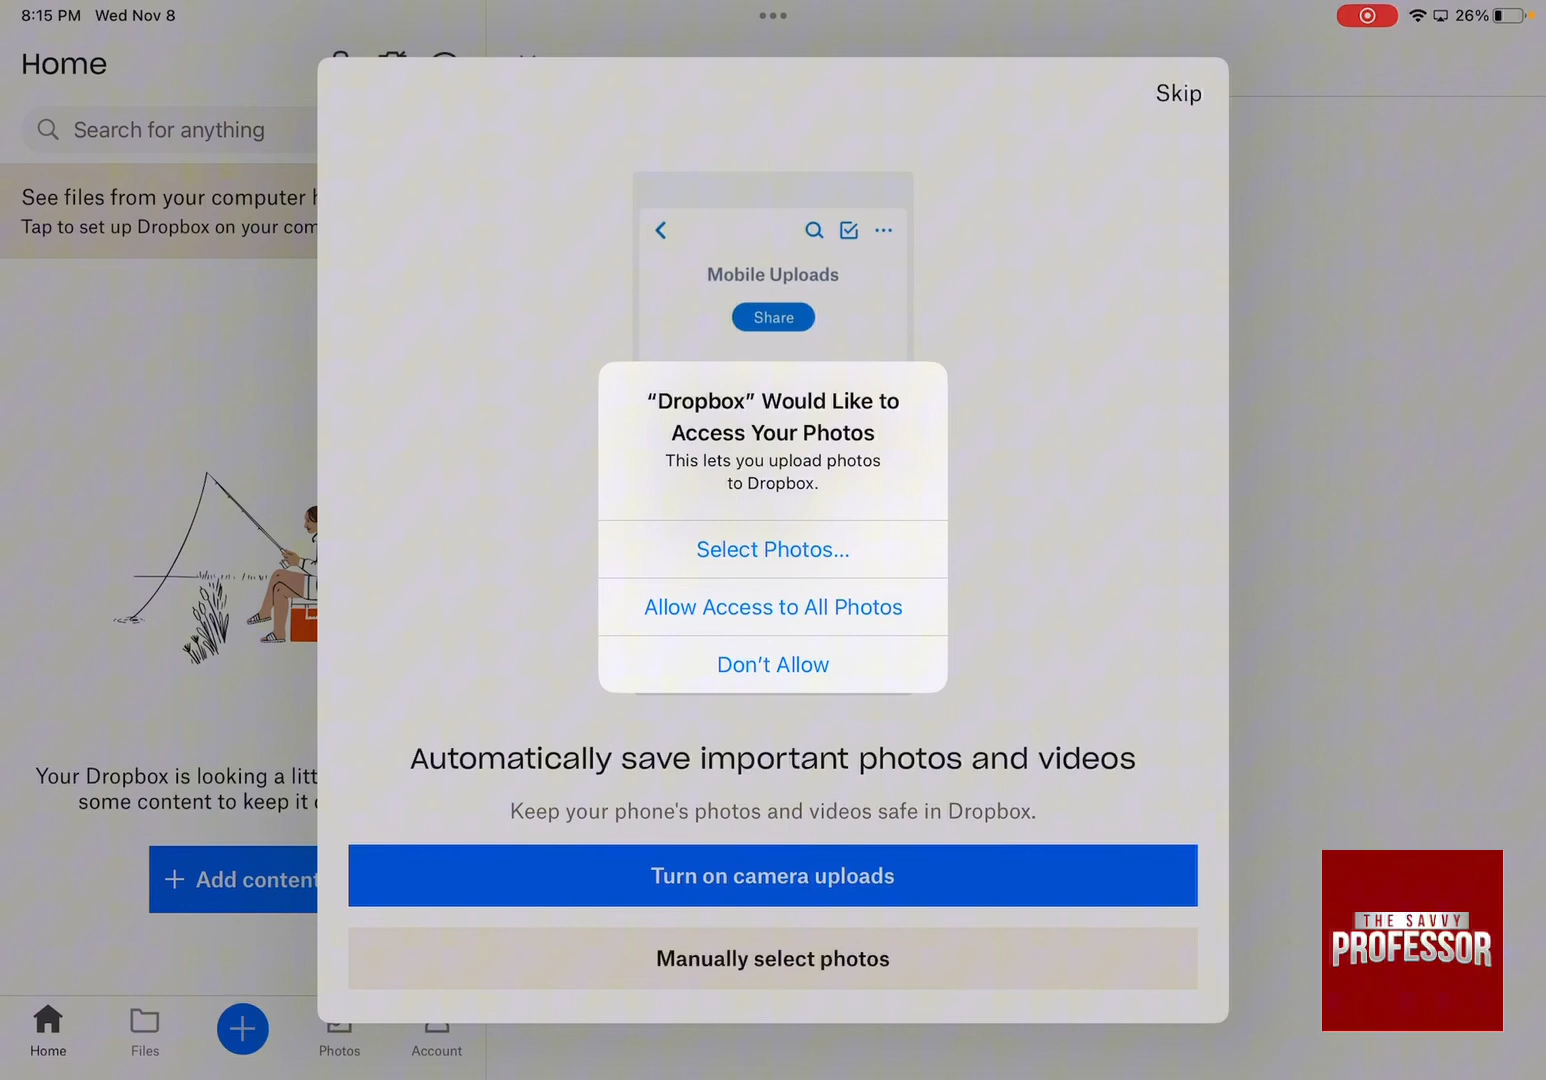 8:15 PM Wed Nov 8
26%
Home
Skip
Search for anything
See files from your computer
Tap to set up Dropbox on your com
Mobile Uploads
Share
“Dropbox” Would Like to
Access Your Photos
This lets you upload photos
to Dropbox.
Select Photos...
Allow Access to All Photos
Don’t Allow
Automatically save important photos and videos
Keep your phone's photos and videos safe in Dropbox.
Your Dropbox is looking a litt
some content to keep it
Add content
Turn on camera uploads
Manually select photos
THE SAVVY
PROFESSOR
Home
Files
Photos
Account